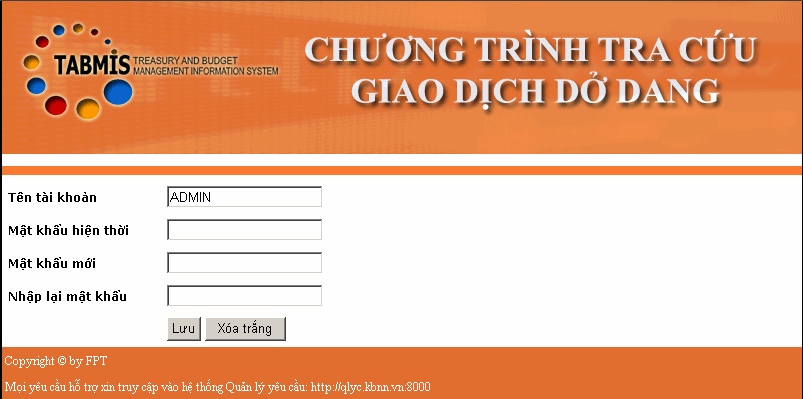 TABMIS TREASURY AND BUDGET
MANAGEMENT INFORMATION SYSTEM
CHƯƠNG TRÌNH TRA CỨU
GIAO DỊCH DỞ DANG
Tên tài khoản ADMIN
Mật khẩu hiện thời
Mật khẩu mới
Nhập lại mật khẩu
Lưu Xóa trắng
Copyright © by FPT
Mọi yêu cầu hỗ trợ xin truy cập vào hệ thống Quản lý yêu cầu: http://qlyc.kbnn.vn:8000